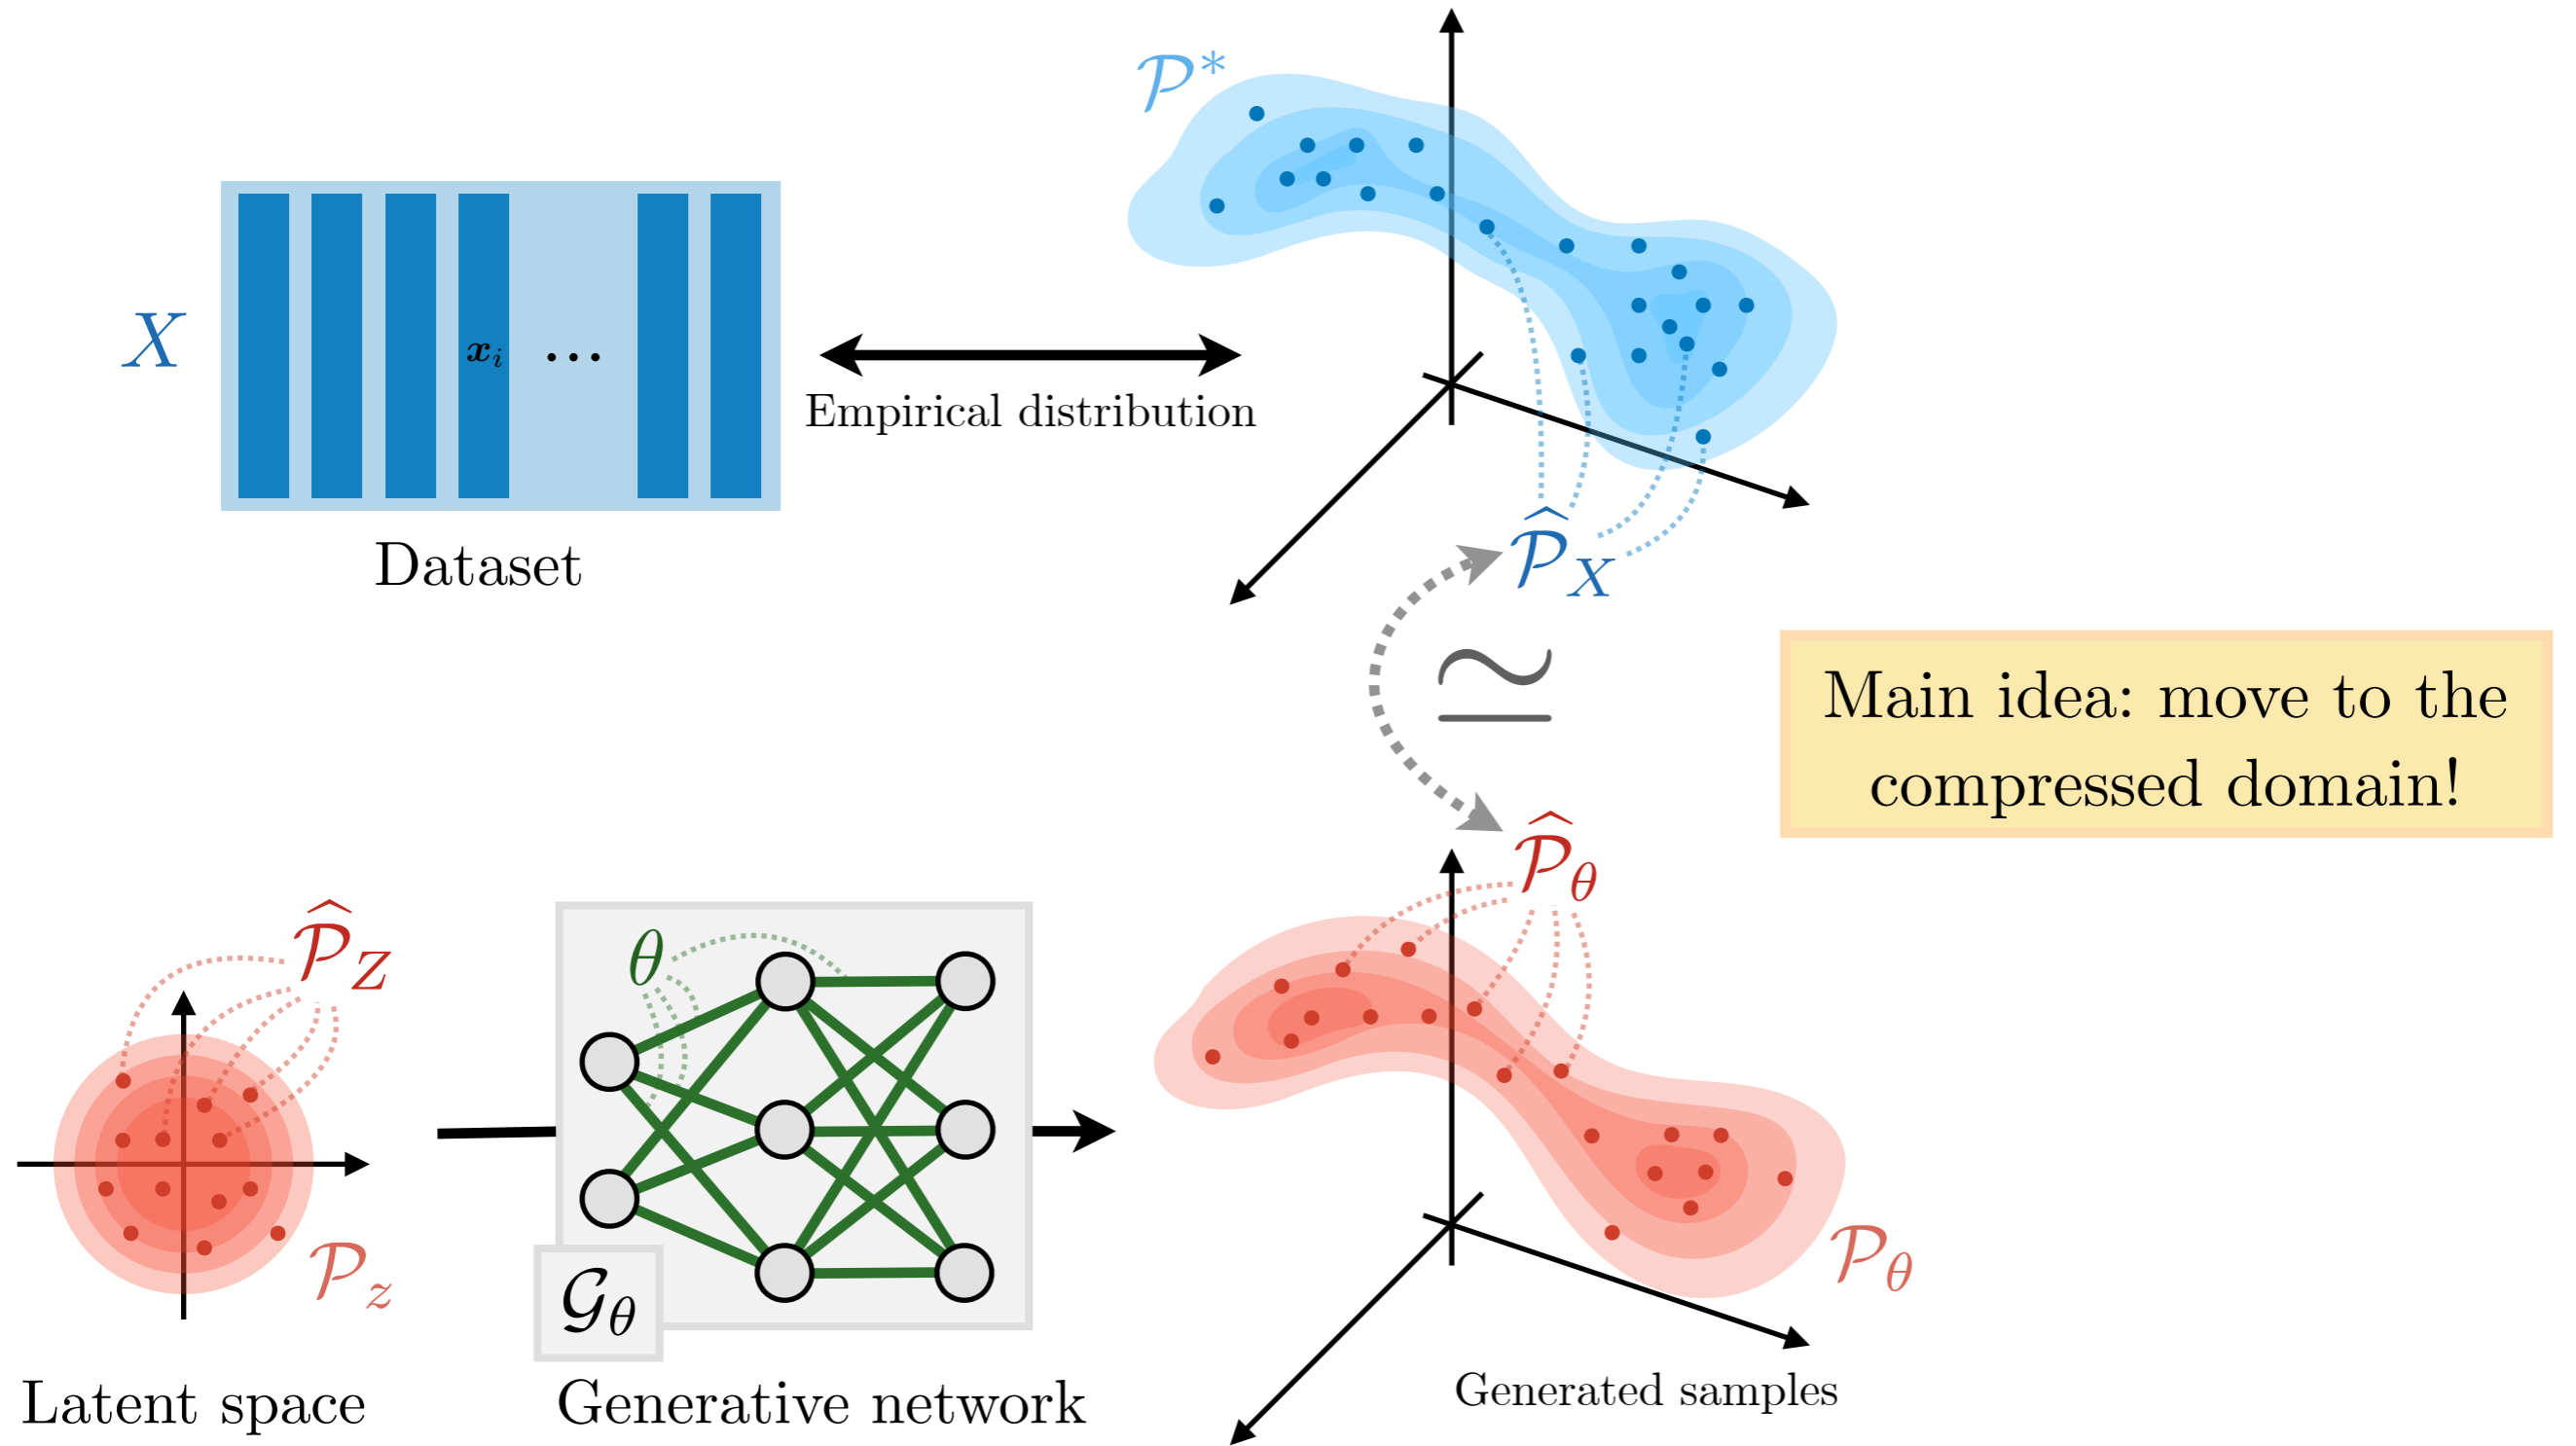 𝒫*
X
𝒙ᵢ ...
Empirical distribution
Dataset
𝒫̂_X
≃
Main idea: move to the
compressed domain!
𝒫̂_θ
𝒫̂_Z
θ
𝒫_z
𝒢_θ
𝒫_θ
Latent space
Generative network
Generated samples